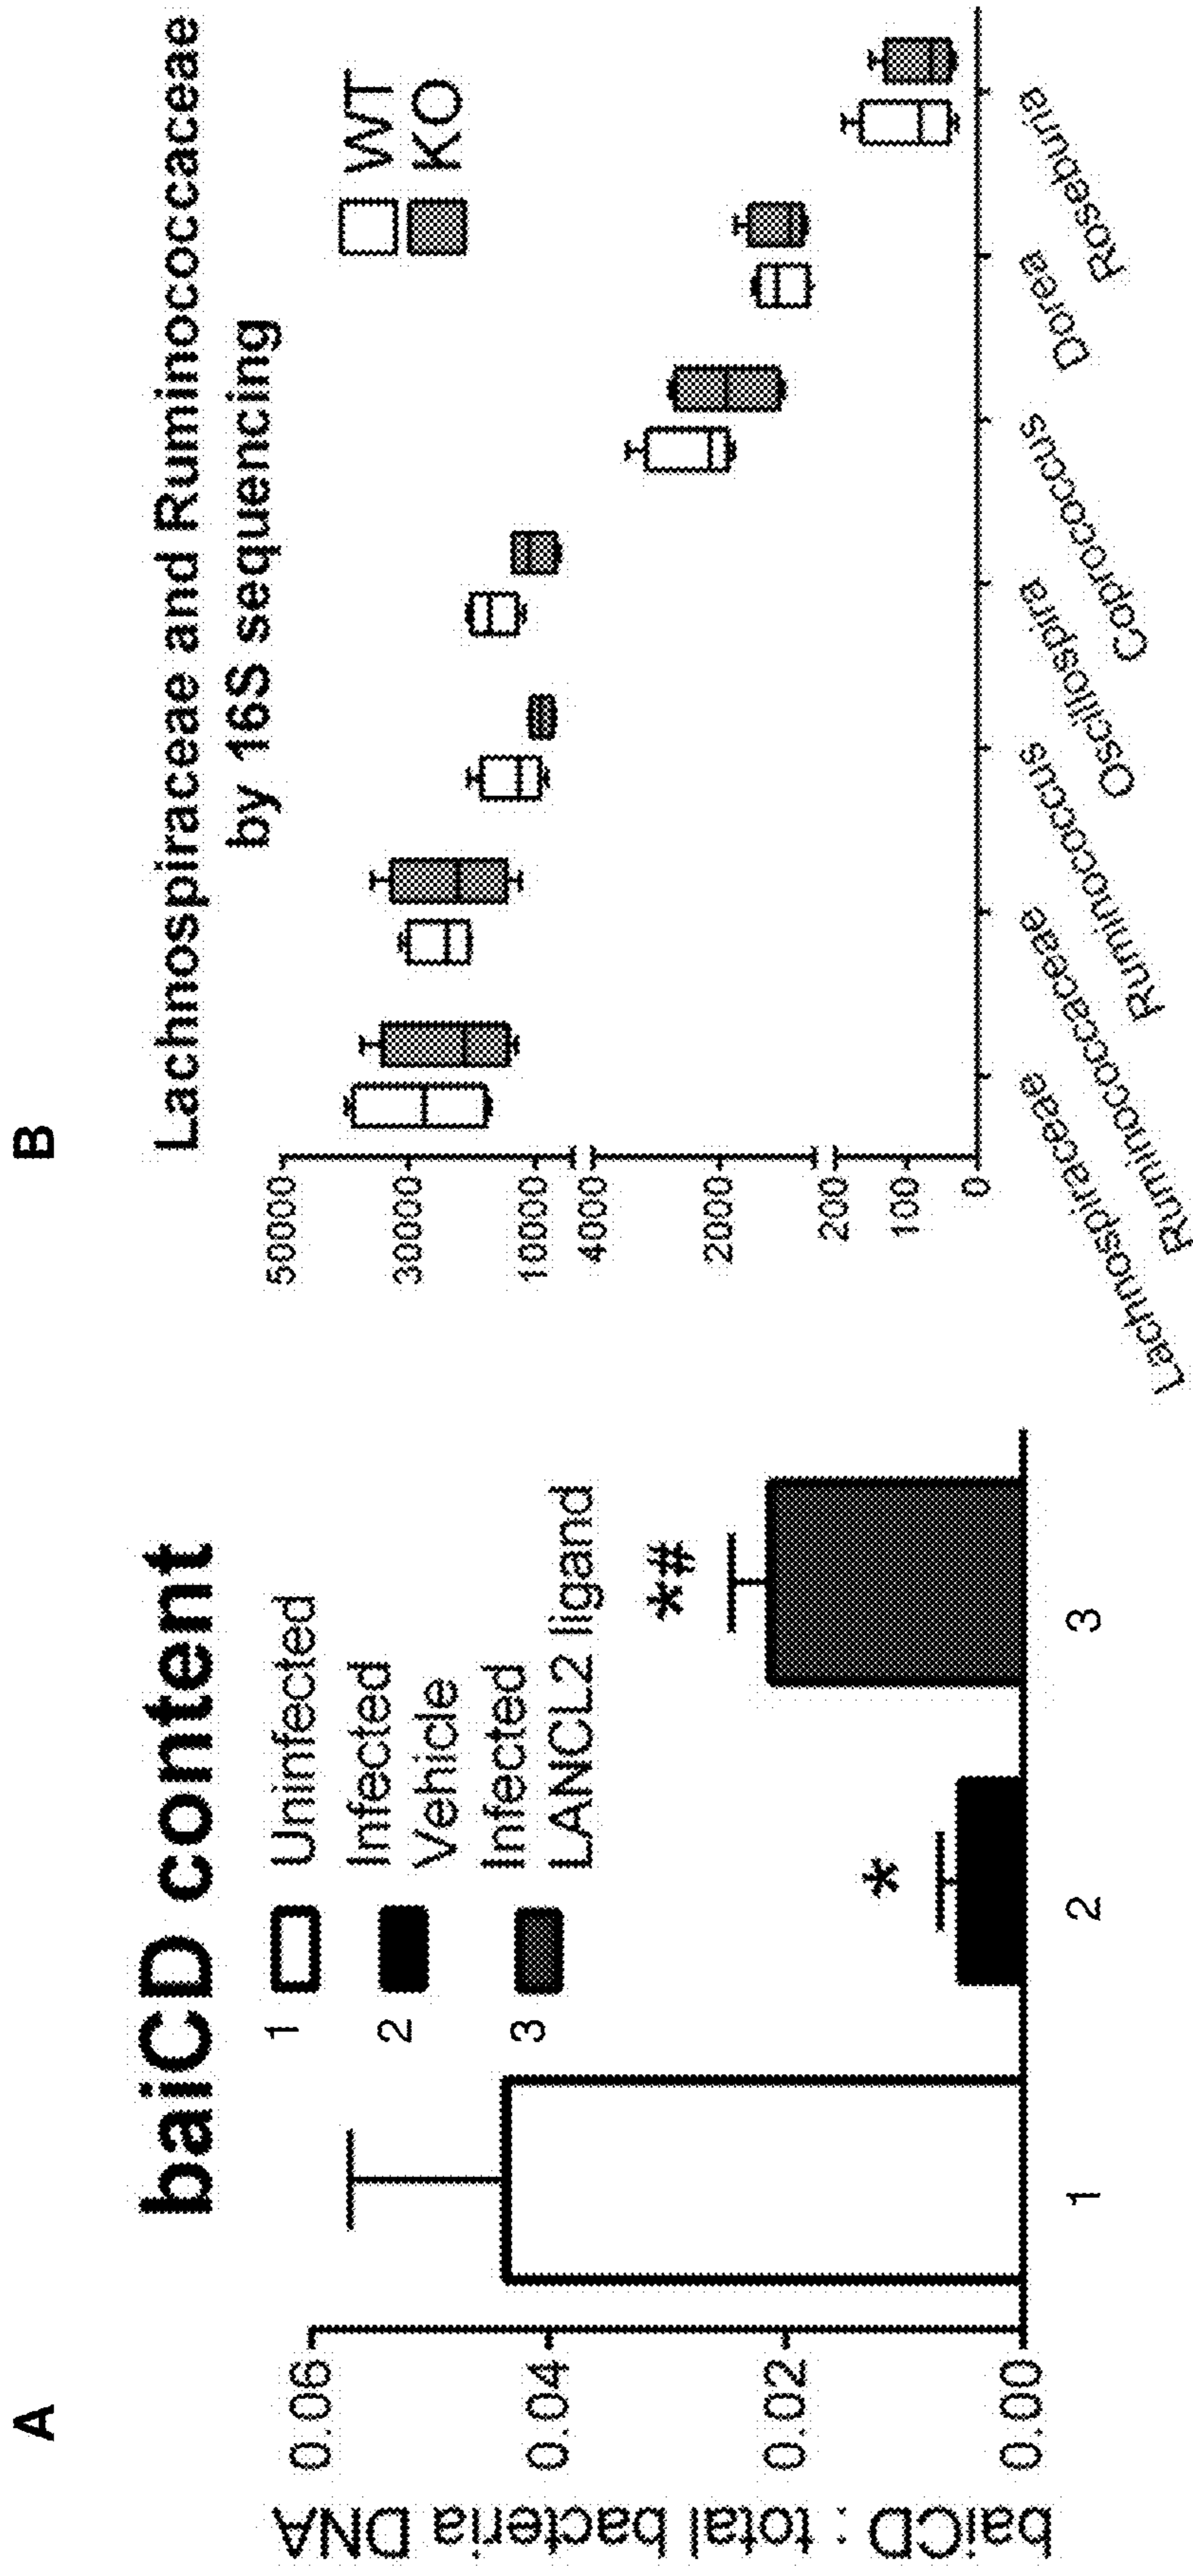 A
baiCD content
1 Uninfected
2 Infected
Vehicle
3 Infected
LANCL2 ligand
baiCD : total bacteria DNA
0.06
0.04
0.02
0.00
*
*#
1 2 3
B
Lachnospiraceae and Ruminococcaceae
by 16S sequencing
WT
KO
50000
30000
10000
4000
2000
200
100
0
Lachnospiraceae
Ruminococcaceae
Ruminococcus
Oscillospira
Coprococcus
Dorea
Roseburia